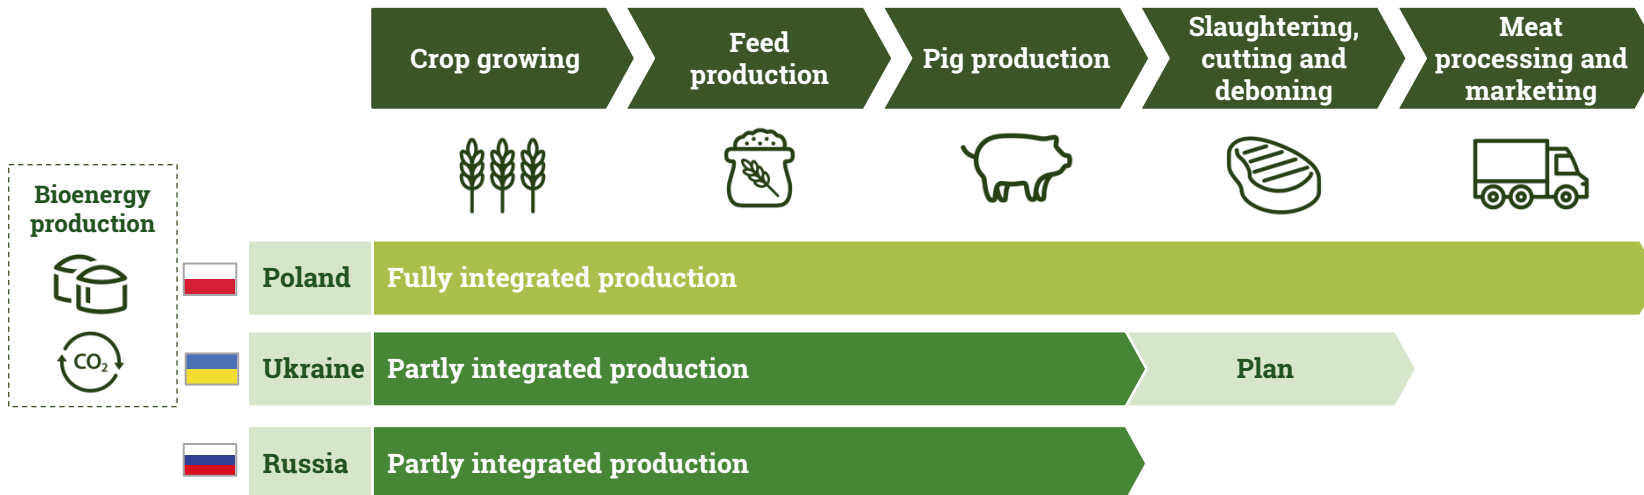 Crop growing
Feed
production
Pig production
Slaughtering,
cutting and
deboning
Meat
processing and
marketing
Bioenergy
production
CO₂
Poland
Fully integrated production
Ukraine
Partly integrated production
Plan
Russia
Partly integrated production